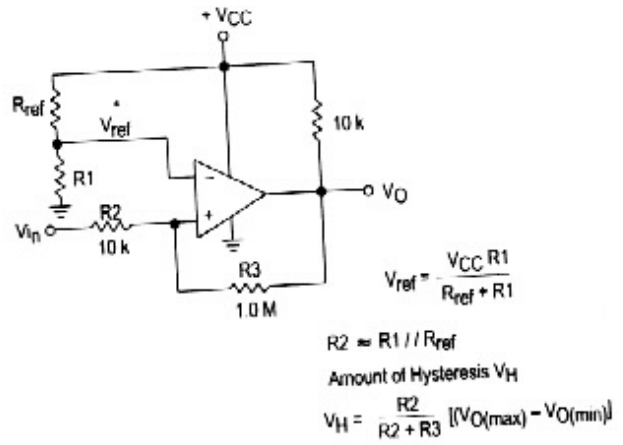 + VCC
Rref
Vref
10 k
R1
Vin
R2
10 k
−
+
VO
R3
1.0 M
Vref = VCC R1 / Rref + R1
R2 ≈ R1 // Rref
Amount of Hysteresis VH
VH = R2 / R2 + R3 [(VO(max) − VO(min)]